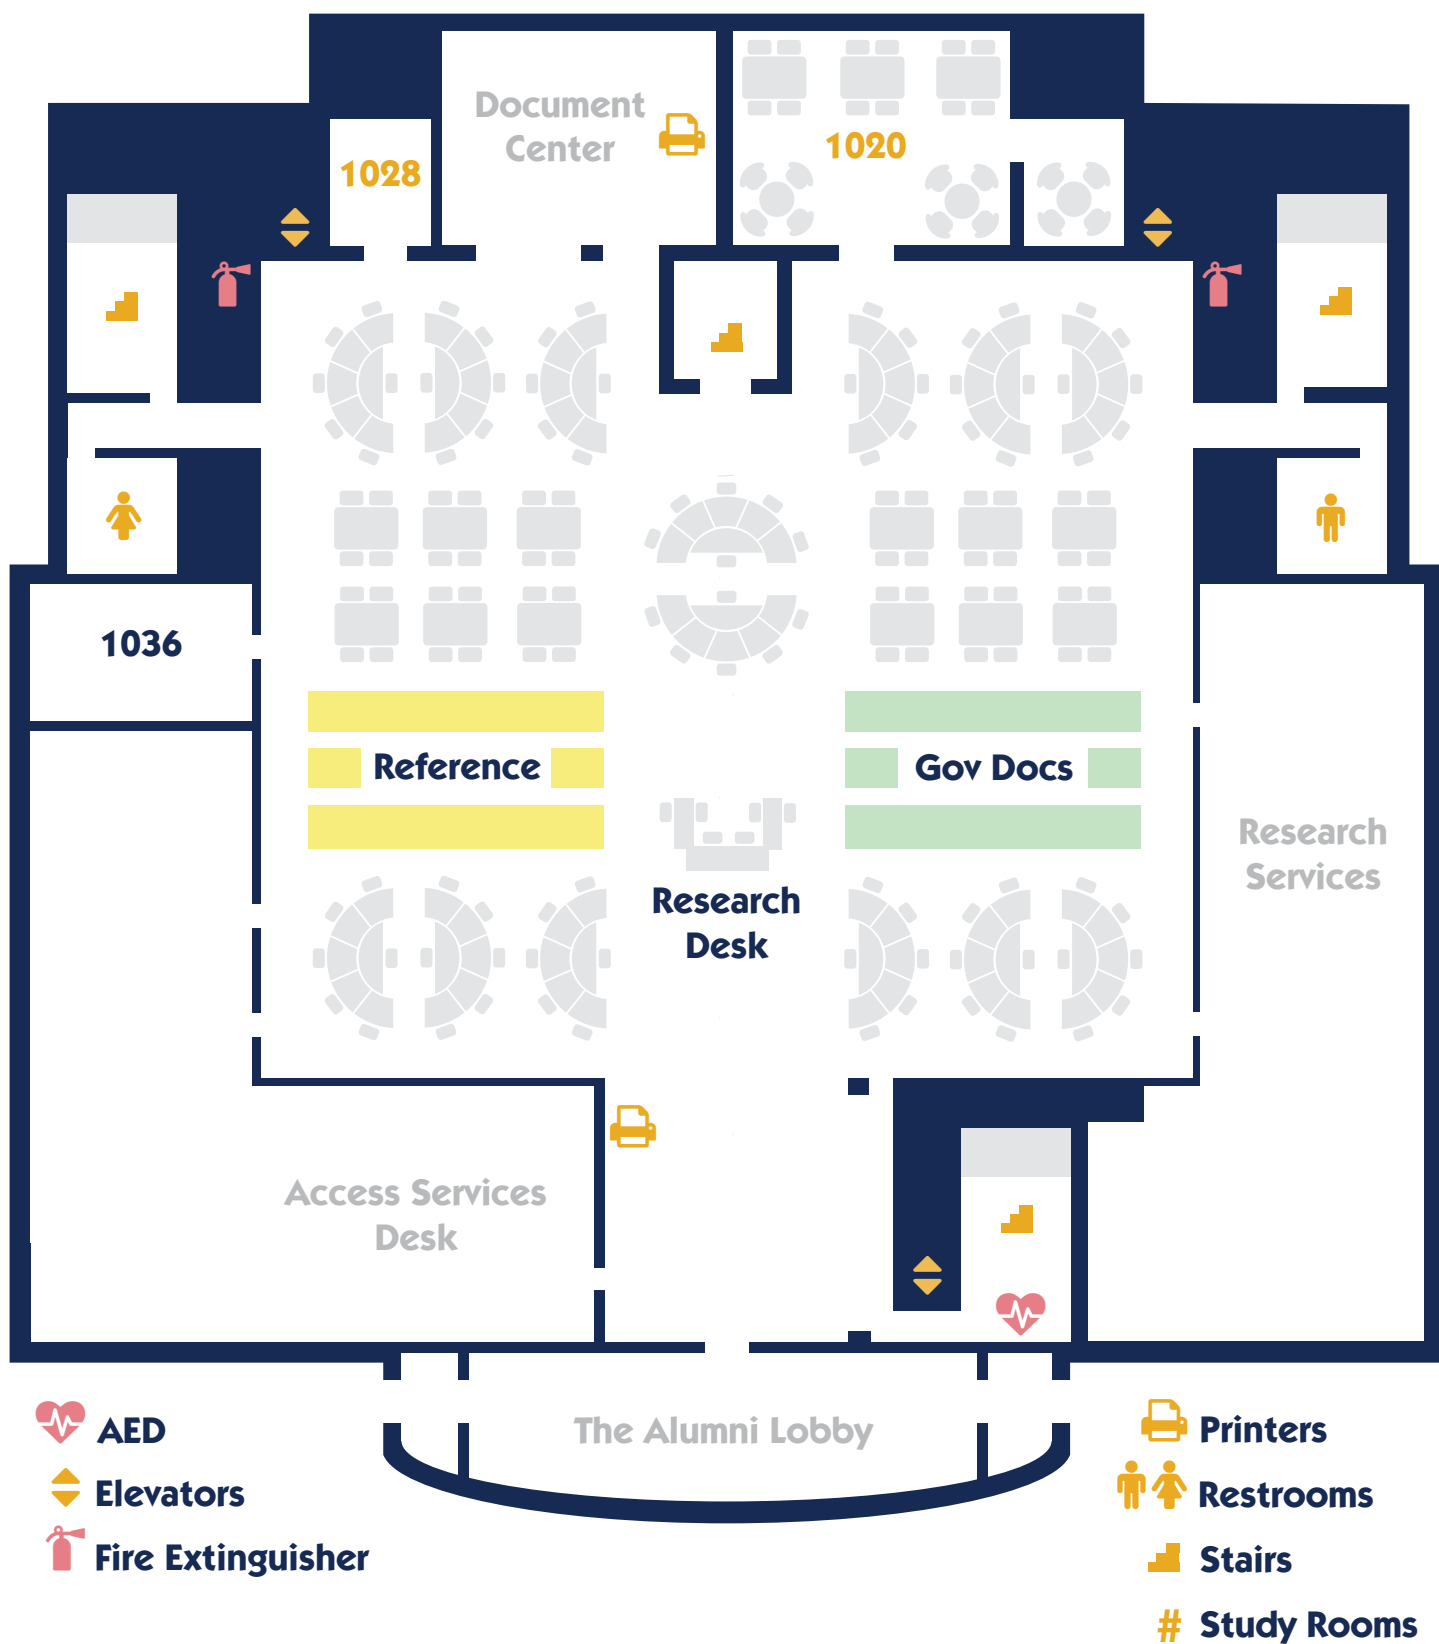 Document
Center
1020
1028
1036
Reference
Gov Docs
Research
Services
Research
Desk
Access Services
Desk
The Alumni Lobby
AED
Elevators
Fire Extinguisher
Printers
Restrooms
Stairs
# Study Rooms